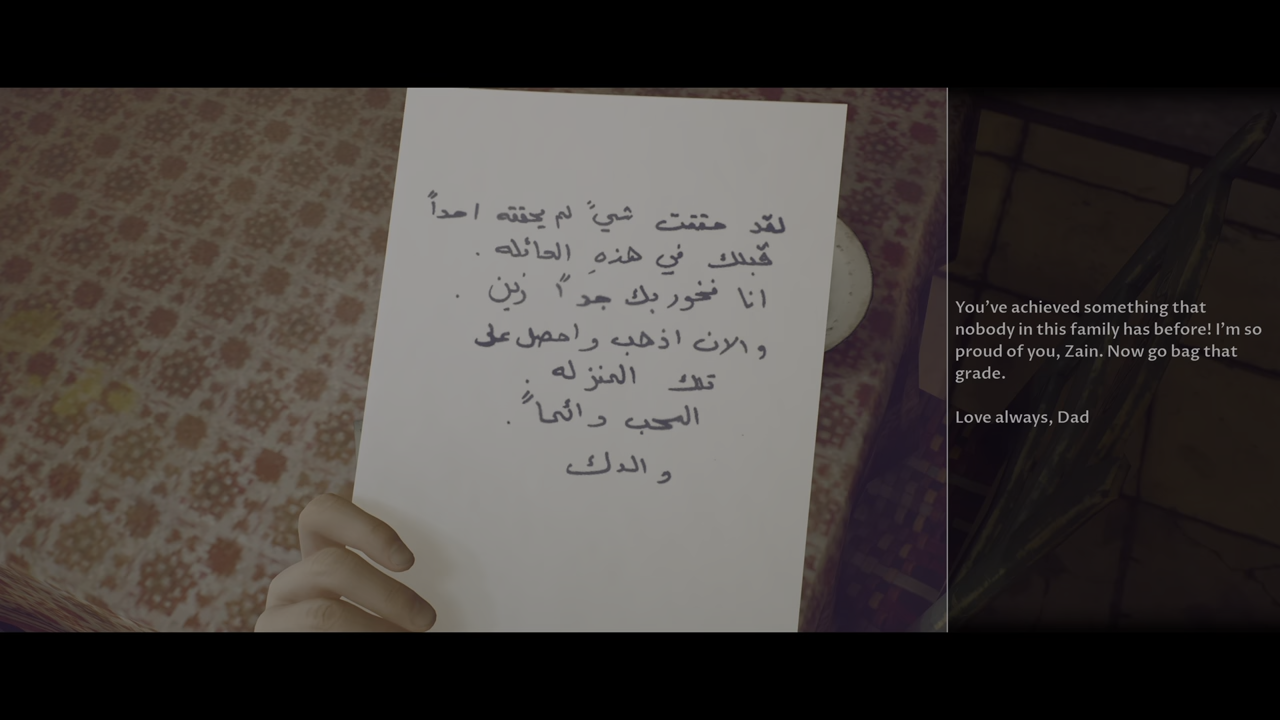 لقد حققت شيءً لم يحققه احداً
قبلك في هذهِ العائله .
انا فخور بك جداً زين .
والان اذهب واحصل على
تلك المنزله .
المحب دائماً .
والدك
You’ve achieved something that
nobody in this family has before! I’m so
proud of you, Zain. Now go bag that
grade.
Love always, Dad